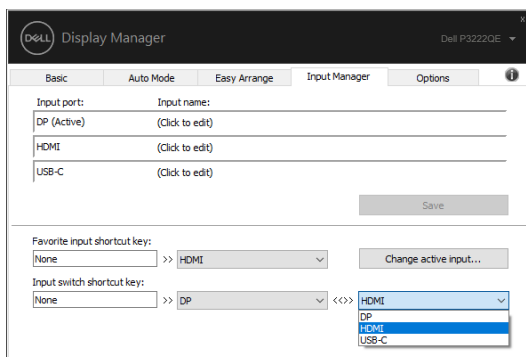 DELL Display Manager Dell P3222QE
x
Basic Auto Mode Easy Arrange Input Manager Options i
Input port: Input name:
DP (Active) (Click to edit)
HDMI (Click to edit)
USB-C (Click to edit)
Save
Favorite input shortcut key:
None >> HDMI Change active input...
Input switch shortcut key:
None >> DP <<>> HDMI
DP
HDMI
USB-C